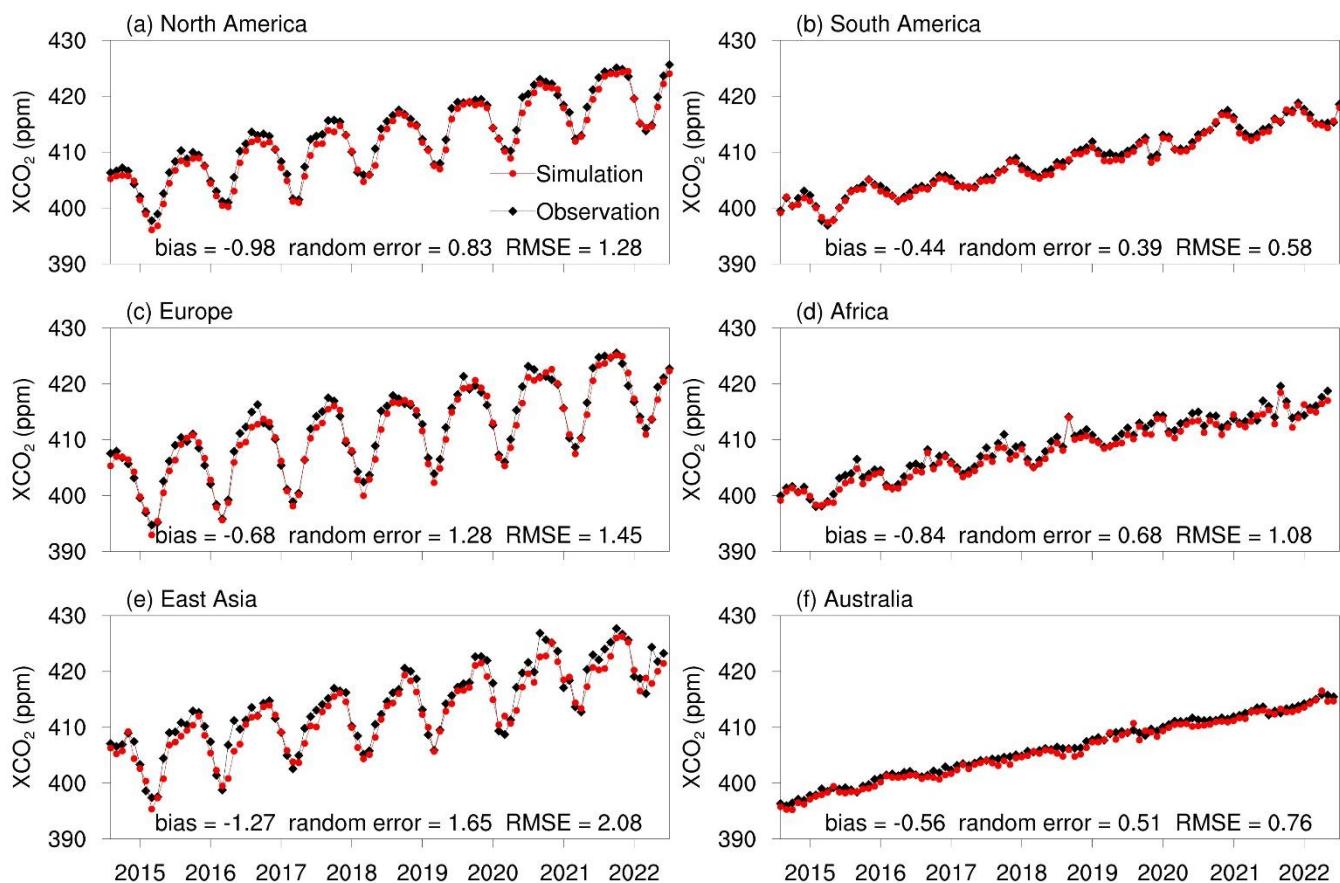 (a) North America
430
420
410
400
390
XCO₂ (ppm)
Simulation
Observation
bias = -0.98 random error = 0.83 RMSE = 1.28
(b) South America
430
420
410
400
390
XCO₂ (ppm)
bias = -0.44 random error = 0.39 RMSE = 0.58
(c) Europe
430
420
410
400
390
XCO₂ (ppm)
bias = -0.68 random error = 1.28 RMSE = 1.45
(d) Africa
430
420
410
400
390
XCO₂ (ppm)
bias = -0.84 random error = 0.68 RMSE = 1.08
(e) East Asia
430
420
410
400
390
XCO₂ (ppm)
bias = -1.27 random error = 1.65 RMSE = 2.08
2015 2016 2017 2018 2019 2020 2021 2022
(f) Australia
430
420
410
400
390
XCO₂ (ppm)
bias = -0.56 random error = 0.51 RMSE = 0.76
2015 2016 2017 2018 2019 2020 2021 2022